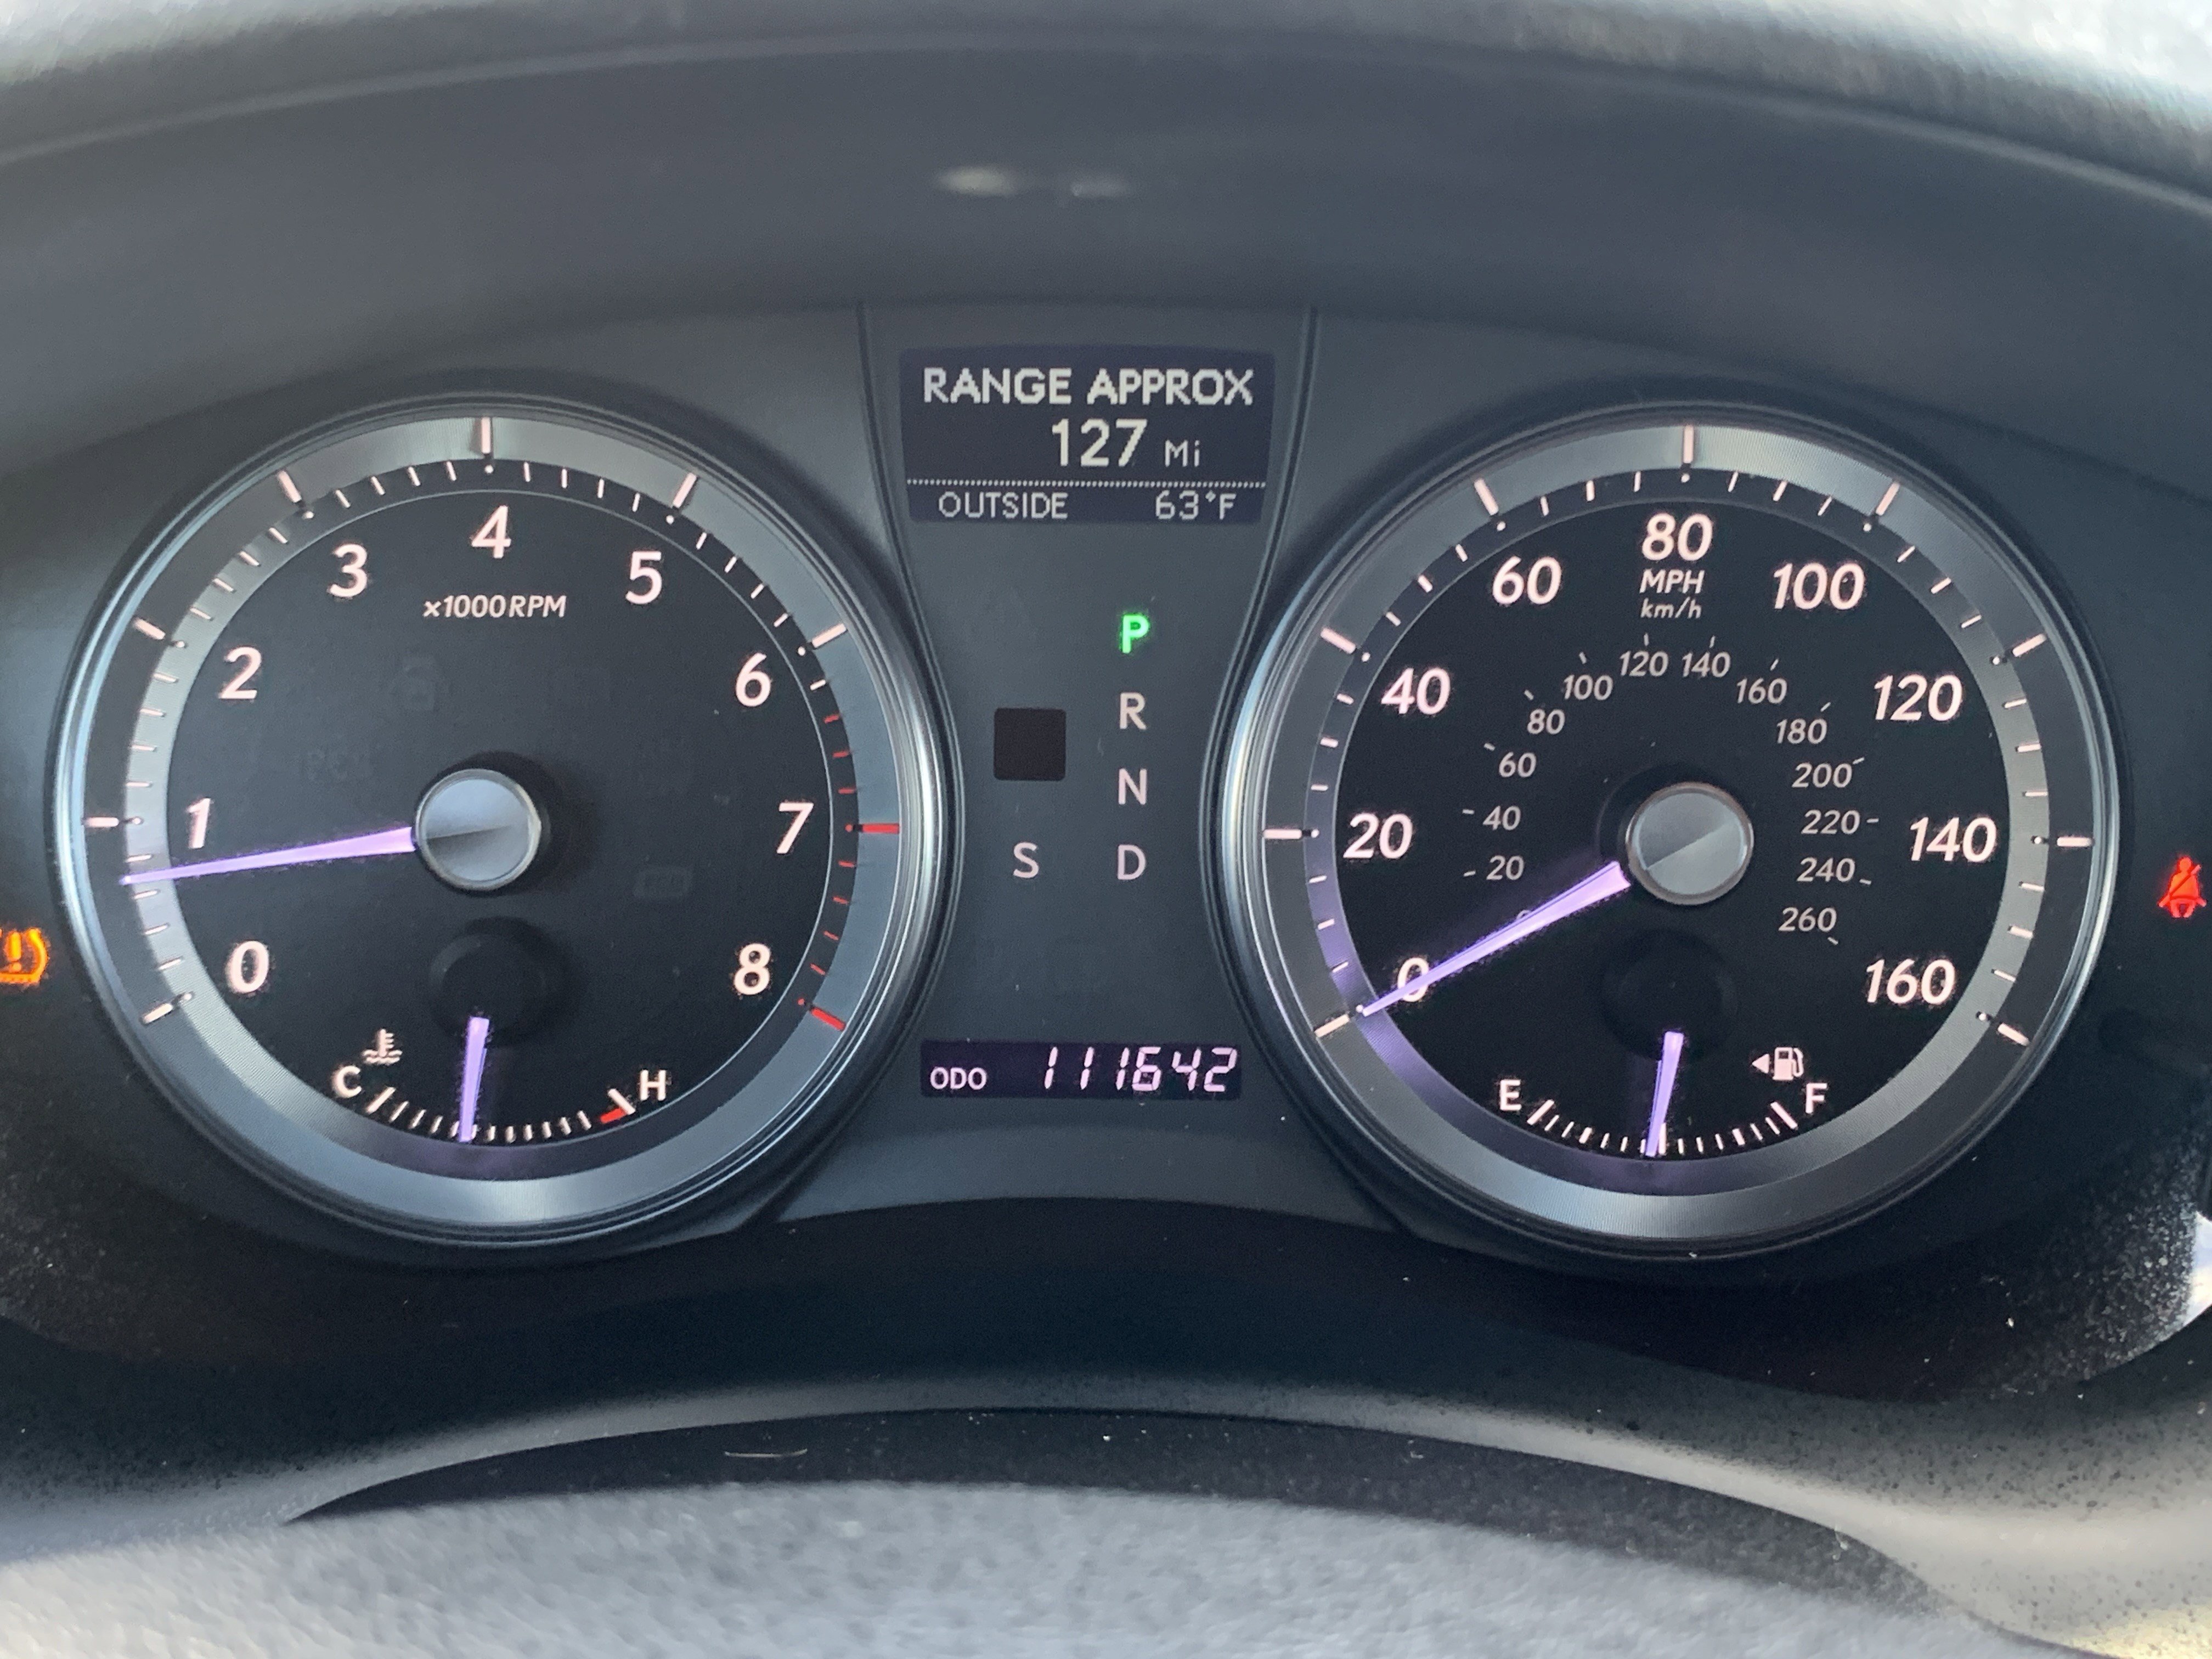 RANGE APPROX
127 Mi
OUTSIDE 63°F
0 1 2 3 4 5 6 7 8
x1000RPM
C H
P
R
N
S D
ODO 111642
0 20 40 60 80 100 120 140 160
MPH
km/h
20 40 60 80 100 120 140 160 180 200 220 240 260
E F